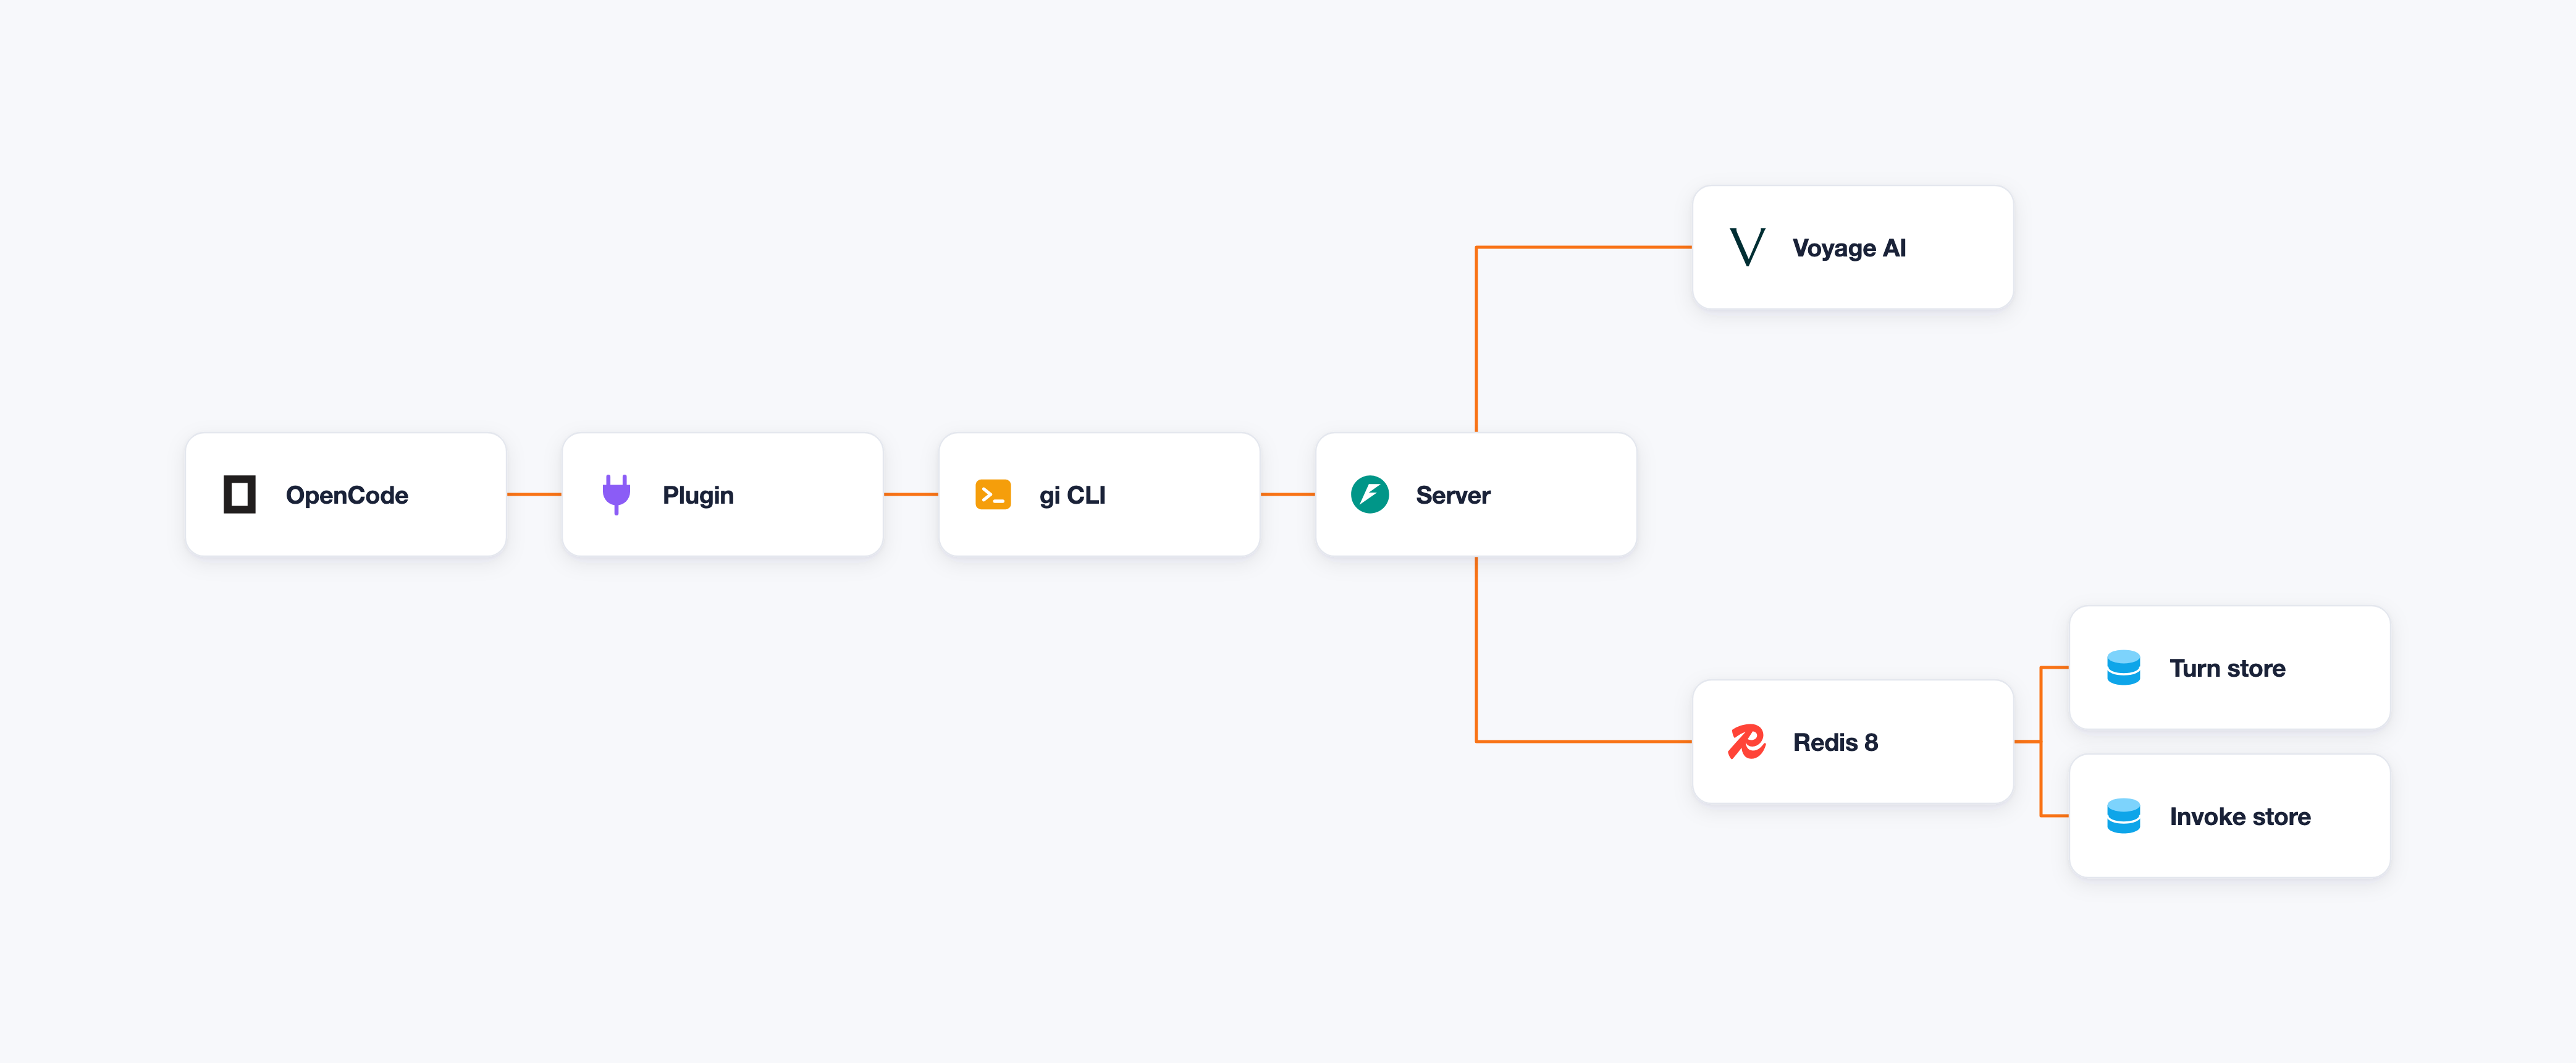 Voyage AI
OpenCode
Plugin
gi CLI
Server
Turn store
Redis 8
Invoke store